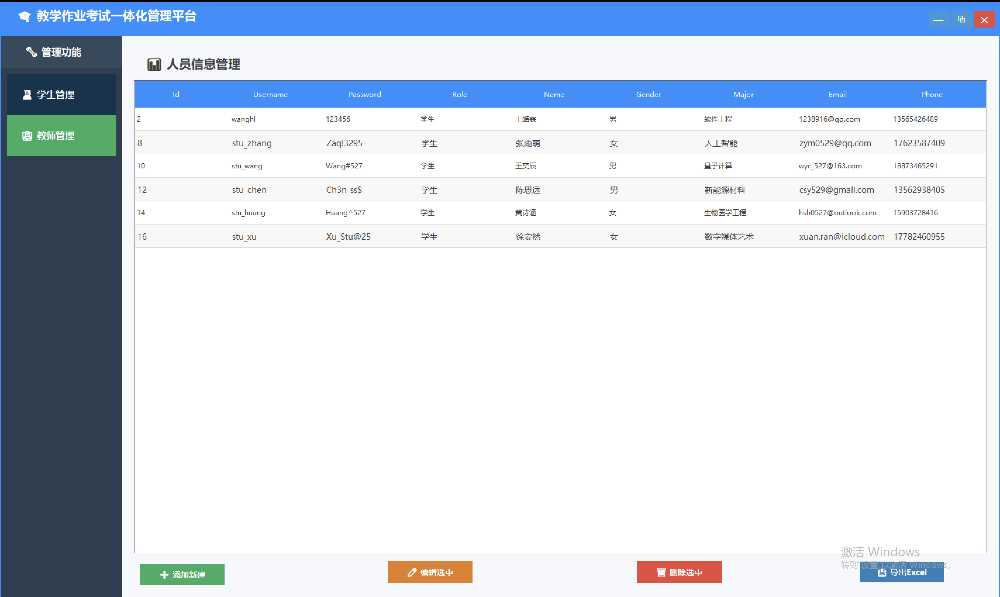 教学作业考试一体化管理平台
管理功能
学生管理
教师管理
人员信息管理
Id Username Password Role Name Gender Major Email Phone
2 wanghl 123456 学生 王皓霖 男 软件工程 1238916@qq.com 13565426489
8 stu_zhang Zaq!3295 学生 张雨萌 女 人工智能 zym0529@qq.com 17623587409
10 stu_wang Wang#527 学生 王奕辰 男 量子计算 wyc_527@163.com 18873465291
12 stu_chen Ch3n_ss$ 学生 陈思远 男 新能源材料 csy529@gmail.com 13562938405
14 stu_huang Huang^527 学生 黄诗涵 女 生物医学工程 hsh0527@outlook.com 15903728416
16 stu_xu Xu_Stu@25 学生 徐安然 女 数字媒体艺术 xuan.ran@icloud.com 17782460955
激活 Windows
转到"设置"以激活 Windows。
添加新建 编辑选中 删除选中 导出Excel